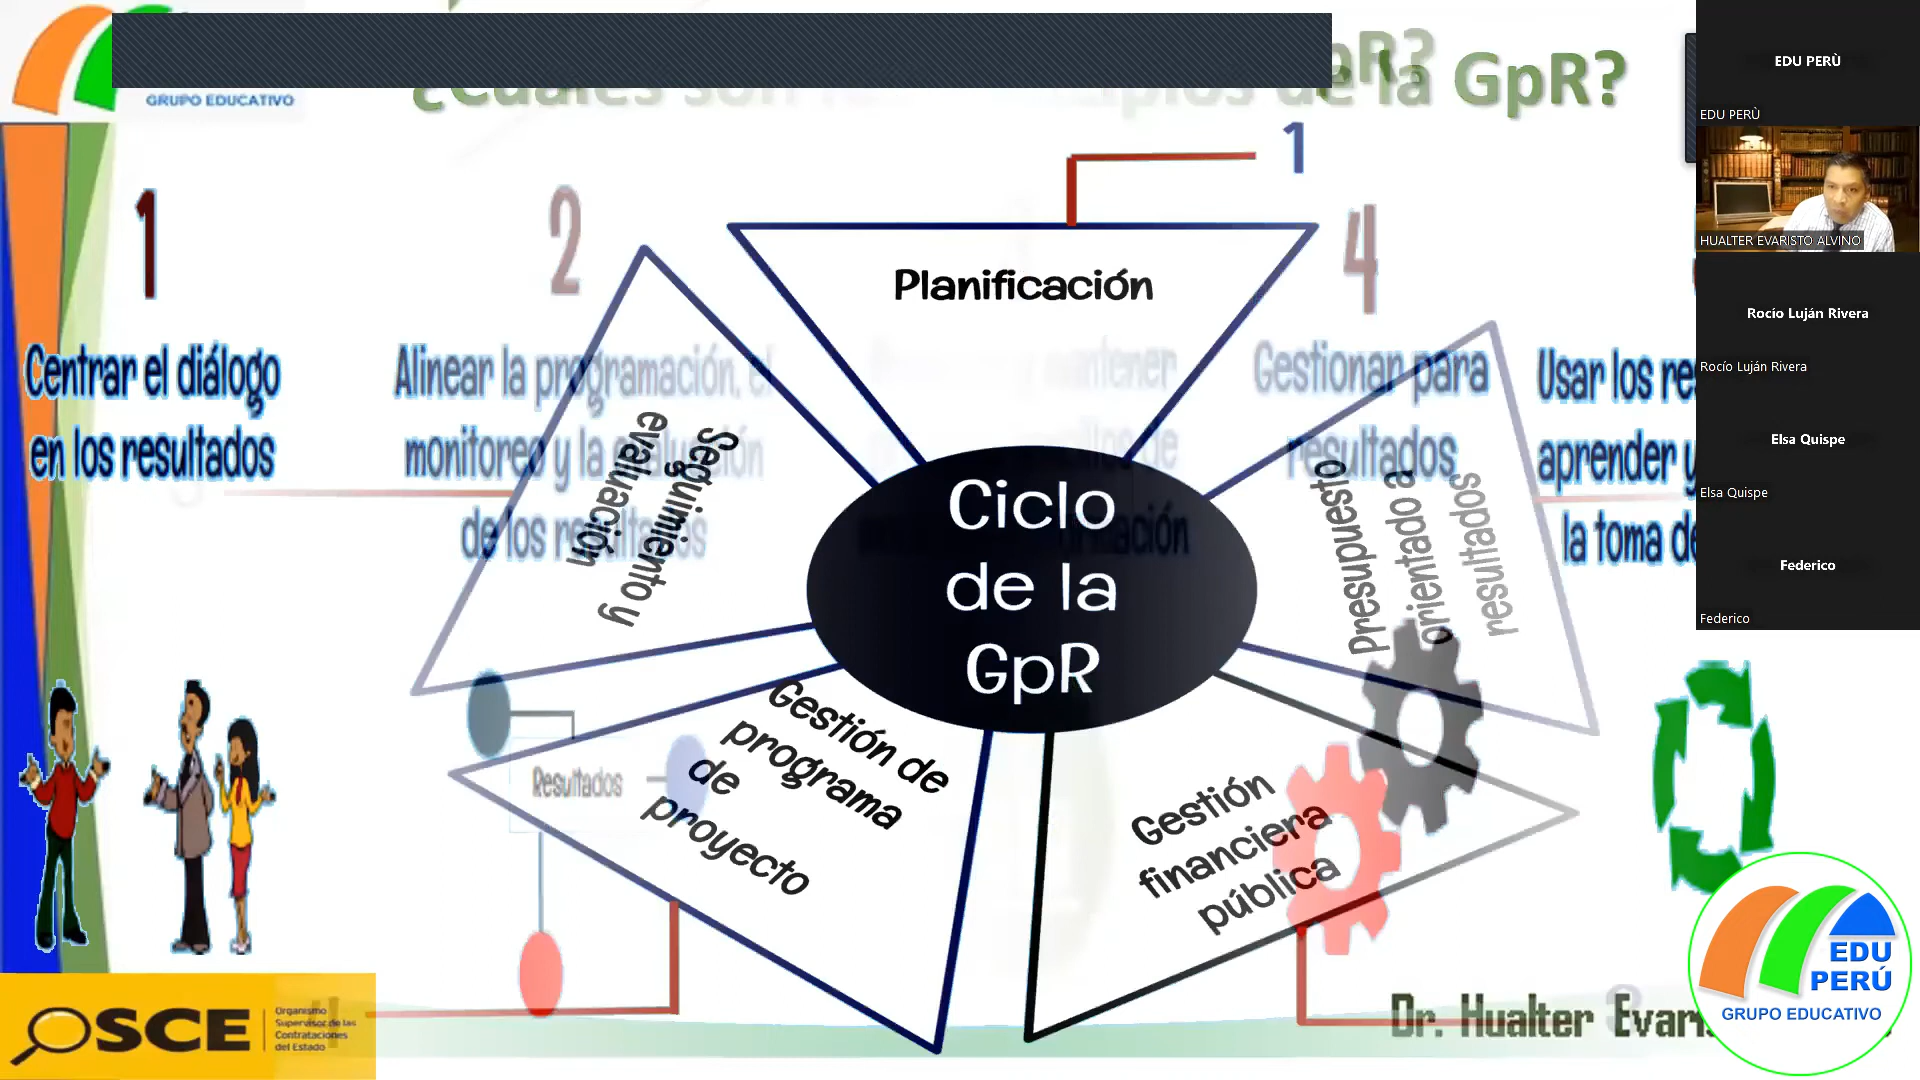 GRUPO EDUCATIVO
¿Cuáles son
de la GpR?
1
2
4
1
Planificación
Centrar el diálogo
en los resultados
Alinear la programación, el
monitoreo y la evaluación
de los resultados
mantener
Gestionar para
resultados
Usar los re
aprender y
la toma de
Seguimiento y
evaluación
Presupuesto
orientado a
resultados
Ciclo
de la
GpR
Gestión de
programa
de
proyecto
Gestión
financiera
pública
Resultados
OSCE
Organismo
Supervisor de las
Contrataciones
del Estado
Dr. Hualter Evaris
EDU
PERÚ
GRUPO EDUCATIVO
EDU PERÙ
EDU PERÙ
HUALTER EVARISTO ALVINO
Rocío Luján Rivera
Rocío Luján Rivera
Elsa Quispe
Elsa Quispe
Federico
Federico